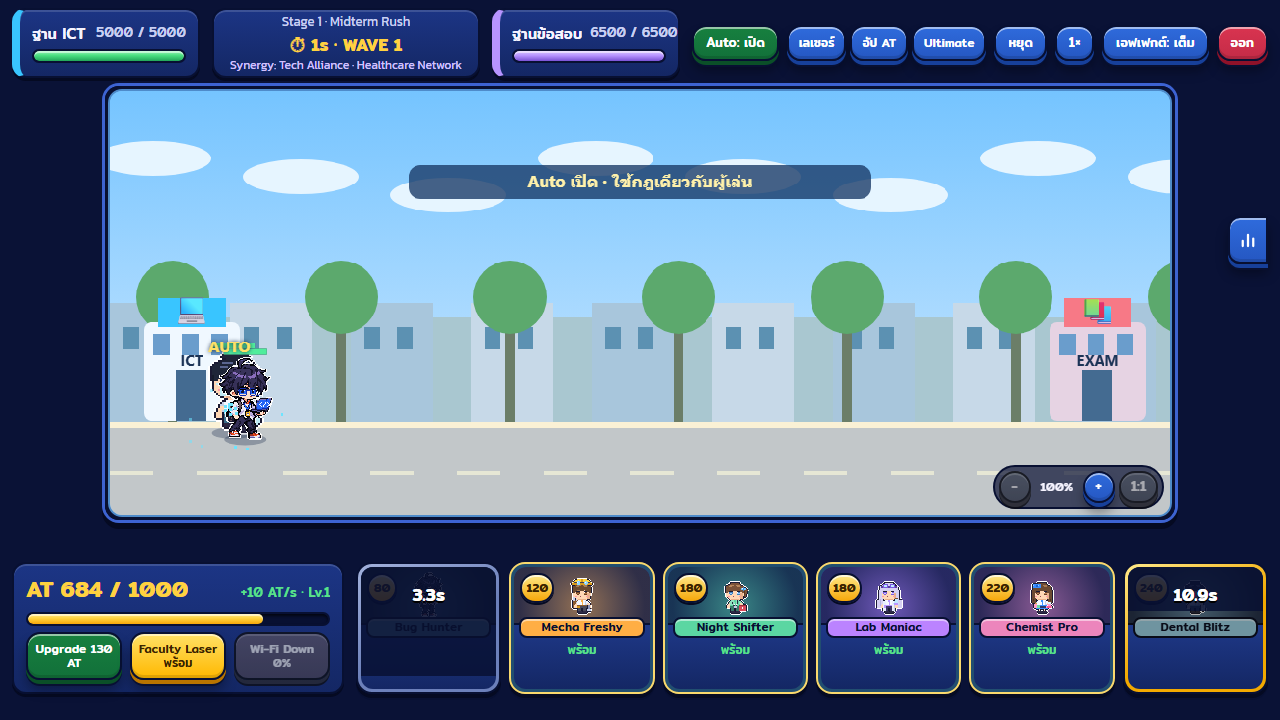 ฐาน ICT 5000 / 5000
Stage 1 · Midterm Rush
⏱ 1s · WAVE 1
Synergy: Tech Alliance · Healthcare Network
ฐานข้อสอบ 6500 / 6500
Auto: เปิด
เลเซอร์
อัป AT
Ultimate
หยุด
1×
เอฟเฟกต์: เต็ม
ออก
Auto เปิด · ใช้กฎเดียวกับผู้เล่น
AUTO
ICT
EXAM
− 100% + 1:1
AT 684 / 1000
+10 AT/s · Lv.1
Upgrade 130 AT
Faculty Laser พร้อม
Wi-Fi Down 0%
80
3.3s
Bug Hunter
120
Mecha Freshy
พร้อม
180
Night Shifter
พร้อม
180
Lab Maniac
พร้อม
220
Chemist Pro
พร้อม
240
10.9s
Dental Blitz